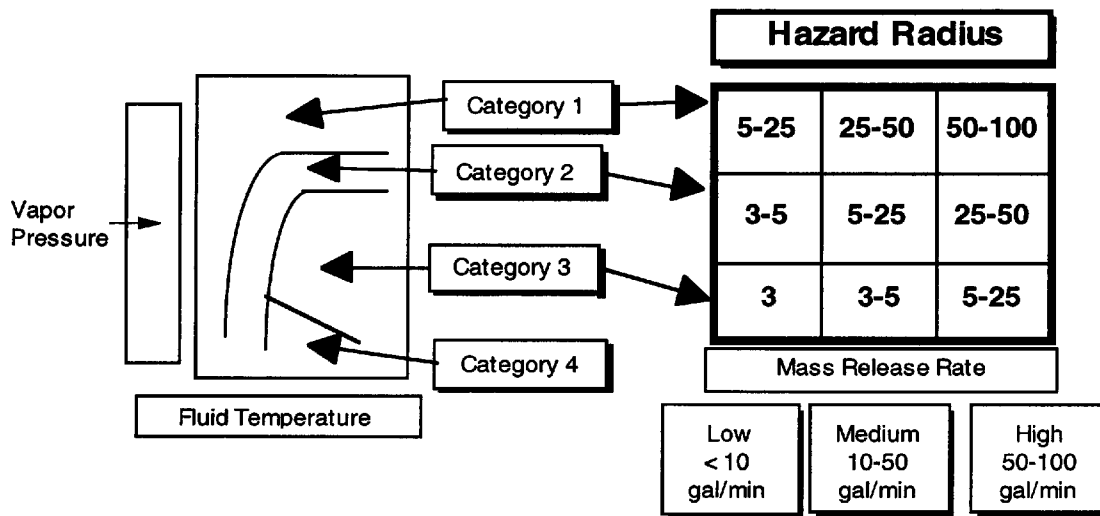 Hazard Radius
Category 1
5-25 25-50 50-100
Category 2
Vapor
Pressure
3-5 5-25 25-50
Category 3
3 3-5 5-25
Category 4
Mass Release Rate
Fluid Temperature
Low
< 10
gal/min
Medium
10-50
gal/min
High
50-100
gal/min